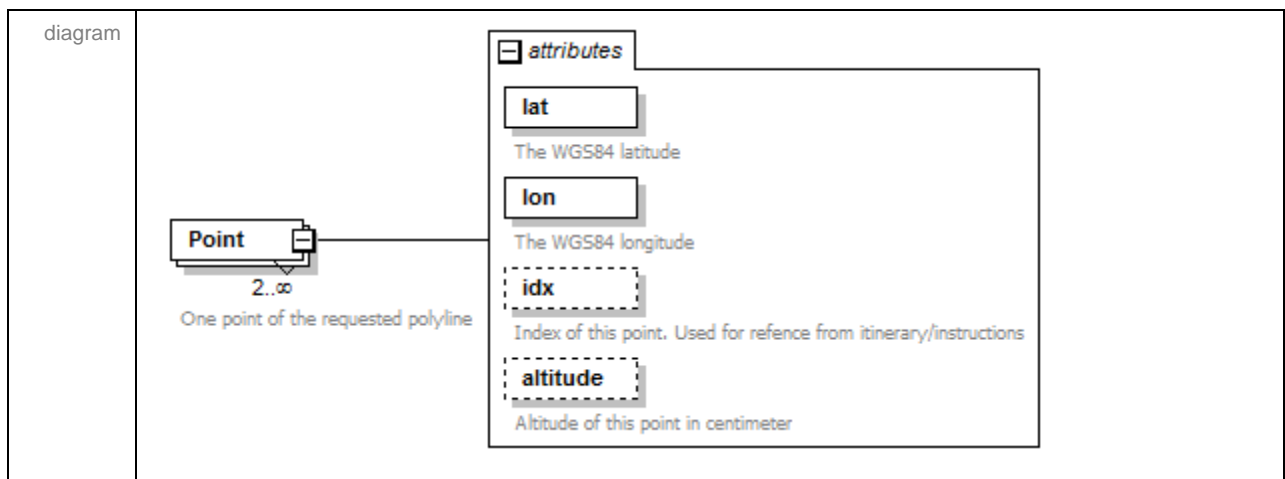 diagram
attributes
lat
The WGS84 latitude
lon
The WGS84 longitude
Point
2..∞
One point of the requested polyline
idx
Index of this point. Used for refence from itinerary/instructions
altitude
Altitude of this point in centimeter